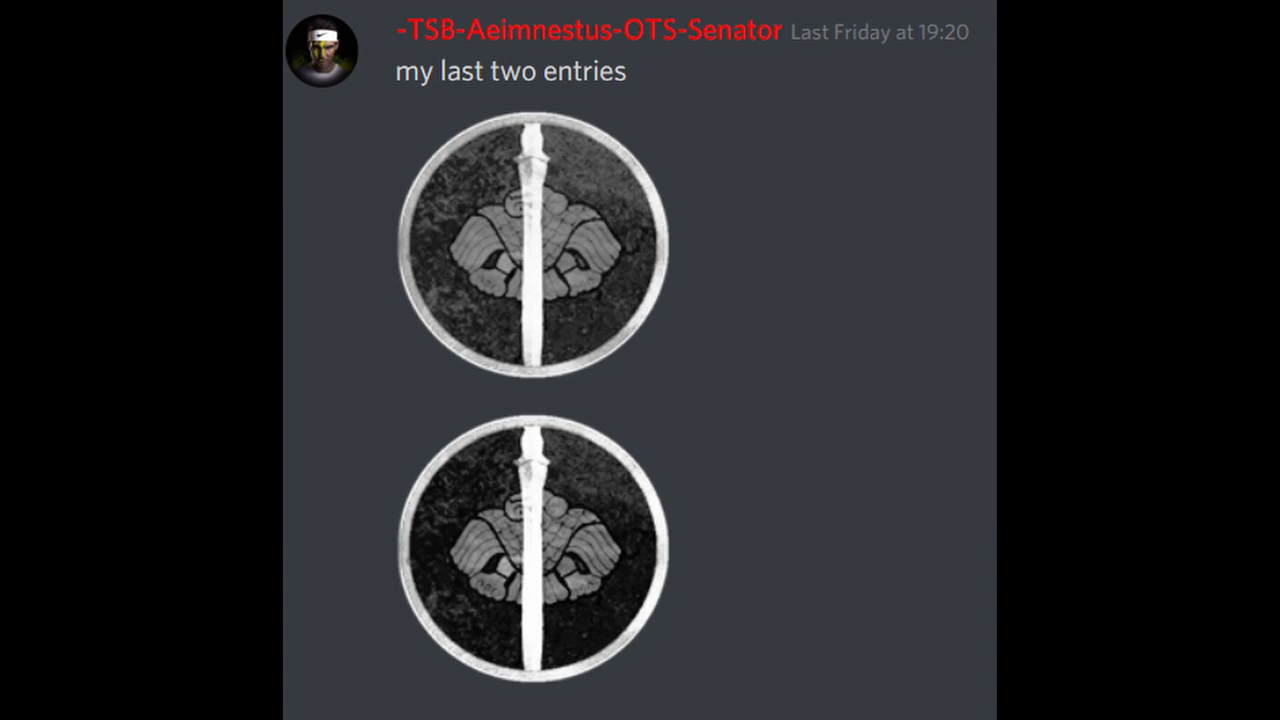 -TSB-Aeimnestus-OTS-Senator Last Friday at 19:20
my last two entries